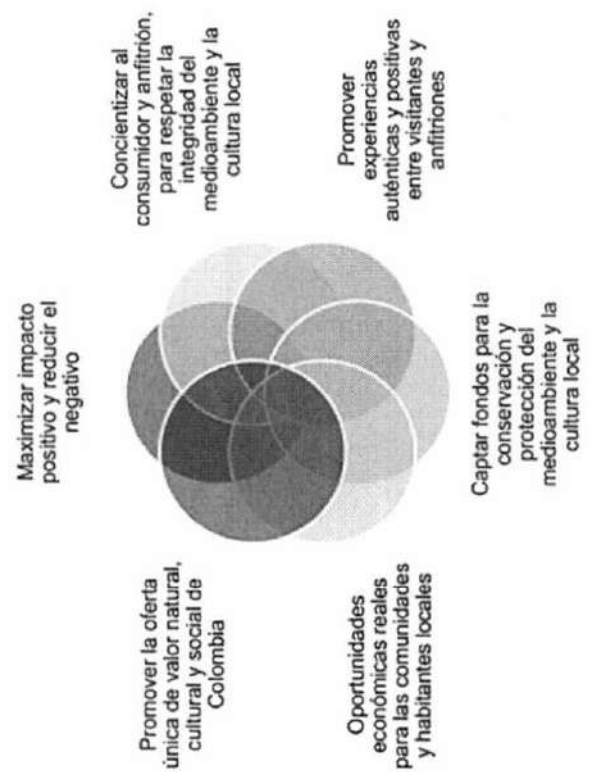 Maximizar impacto
positivo y reducir el
negativo
Concientizar al
consumidor y anfitrión,
para respetar la
integridad del
medioambiente y la
cultura local
Promover
experiencias
auténticas y positivas
entre visitantes y
anfitriones
Captar fondos para la
conservación y
protección del
medioambiente y la
cultura local
Oportunidades
económicas reales
para las comunidades
y habitantes locales
Promover la oferta
única de valor natural,
cultural y social de
Colombia